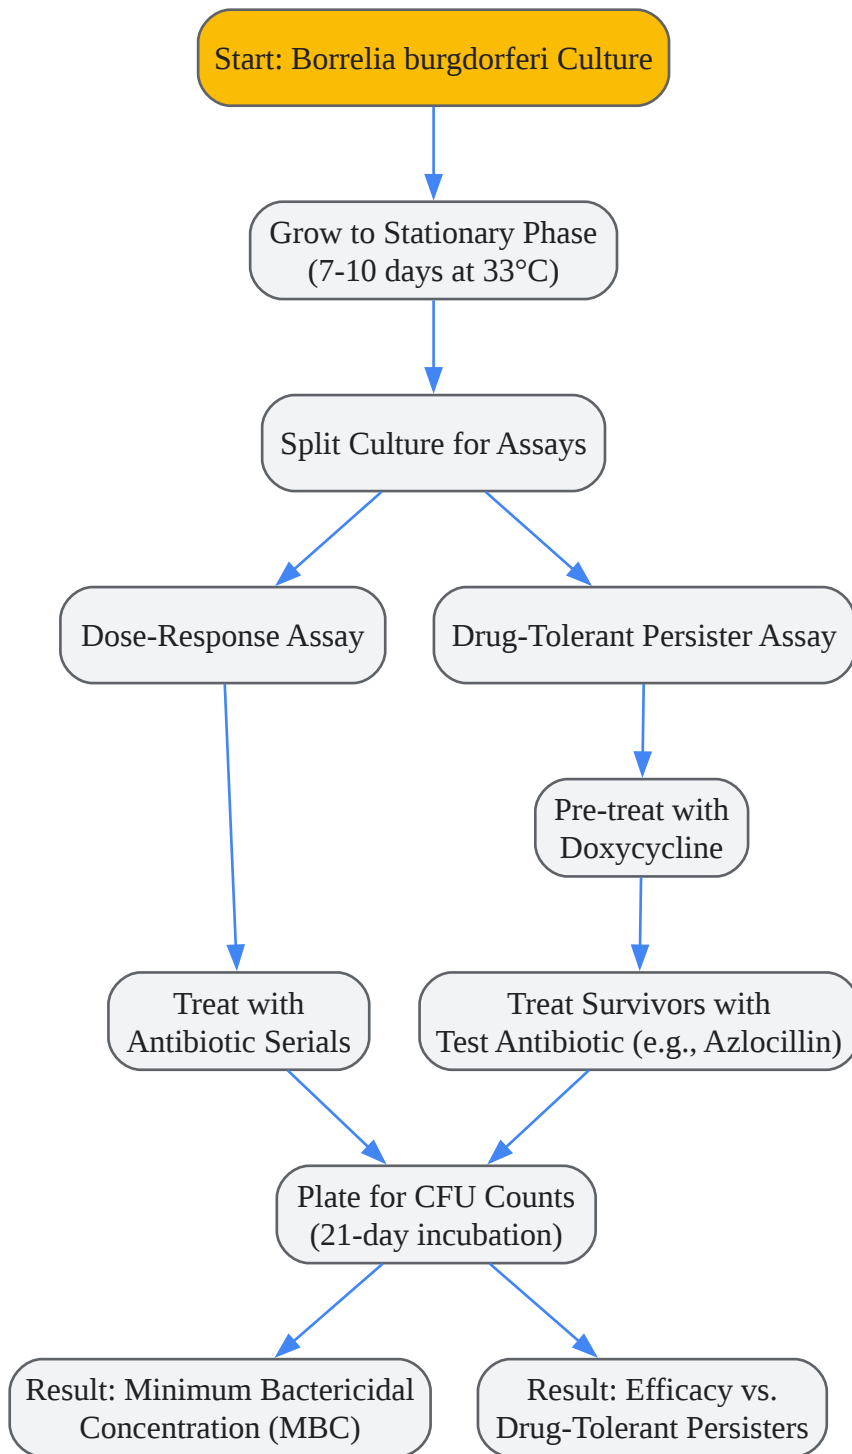 Start: Borrelia burgdorferi Culture
Grow to Stationary Phase
(7-10 days at 33°C)
Split Culture for Assays
Dose-Response Assay
Drug-Tolerant Persister Assay
Pre-treat with
Doxycycline
Treat with
Antibiotic Serials
Treat Survivors with
Test Antibiotic (e.g., Azlocillin)
Plate for CFU Counts
(21-day incubation)
Result: Minimum Bactericidal
Concentration (MBC)
Result: Efficacy vs.
Drug-Tolerant Persisters